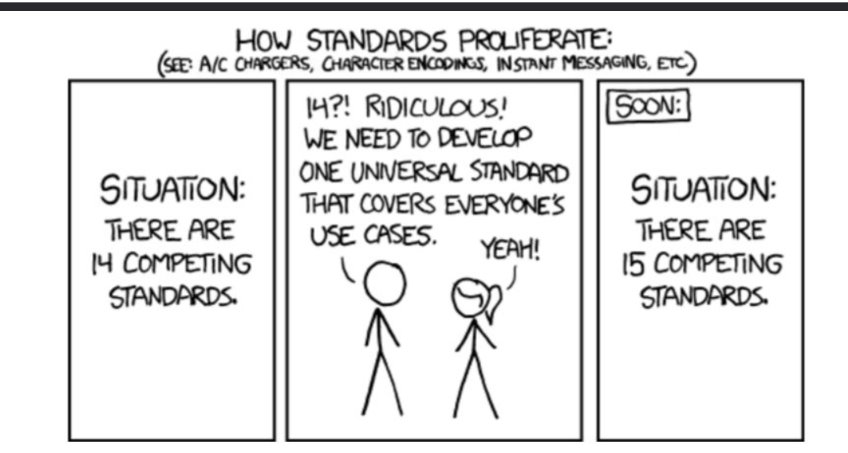 HOW STANDARDS PROLIFERATE:
(SEE: A/C CHARGERS, CHARACTER ENCODINGS, INSTANT MESSAGING, ETC.)
SITUATION:
THERE ARE
14 COMPETING
STANDARDS.
14?! RIDICULOUS!
WE NEED TO DEVELOP
ONE UNIVERSAL STANDARD
THAT COVERS EVERYONE'S
USE CASES.
YEAH!
SOON:
SITUATION:
THERE ARE
15 COMPETING
STANDARDS.